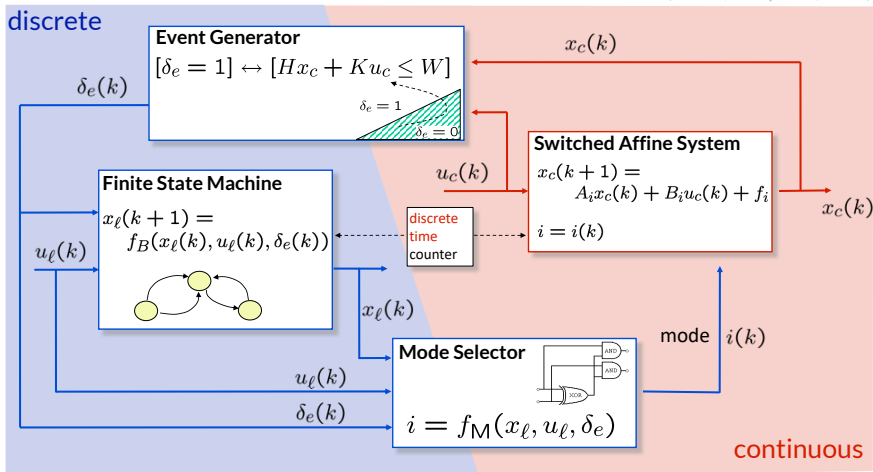 discrete
Event Generator
[δ_e = 1] ↔ [Hx_c + Ku_c ≤ W]
δ_e = 1
δ_e = 0
δ_e(k)
x_c(k)
Switched Affine System
x_c(k + 1) =
A_i x_c(k) + B_i u_c(k) + f_i
i = i(k)
u_c(k)
x_c(k)
Finite State Machine
x_ℓ(k + 1) =
f_B(x_ℓ(k), u_ℓ(k), δ_e(k))
u_ℓ(k)
discrete
time
counter
x_ℓ(k)
mode
i(k)
Mode Selector
AND
AND
XOR
i = f_M(x_ℓ, u_ℓ, δ_e)
u_ℓ(k)
δ_e(k)
continuous